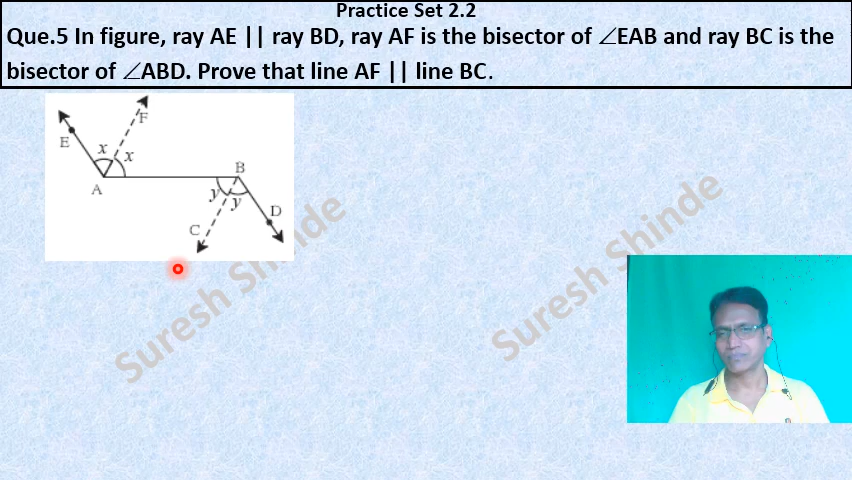 Practice Set 2.2
Que.5 In figure, ray AE || ray BD, ray AF is the bisector of ∠EAB and ray BC is the
bisector of ∠ABD. Prove that line AF || line BC.
F
E
x
x
A
B
y
y
D
C
Suresh Shinde
Suresh Shinde